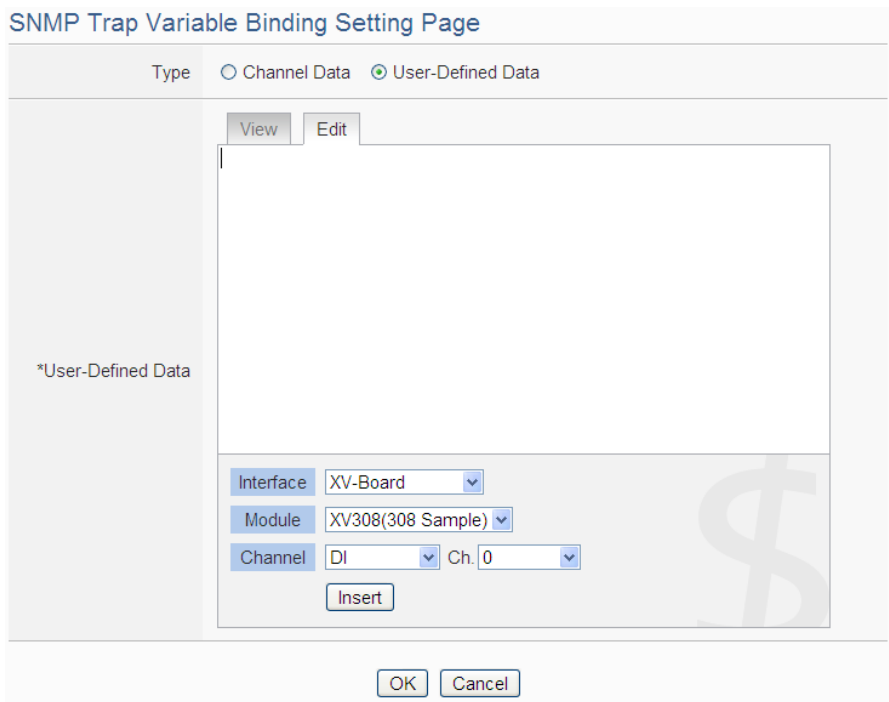 SNMP Trap Variable Binding Setting Page
Type Channel Data User-Defined Data
View Edit
*User-Defined Data
Interface XV-Board
Module XV308(308 Sample)
Channel DI Ch. 0
Insert
$
OK Cancel